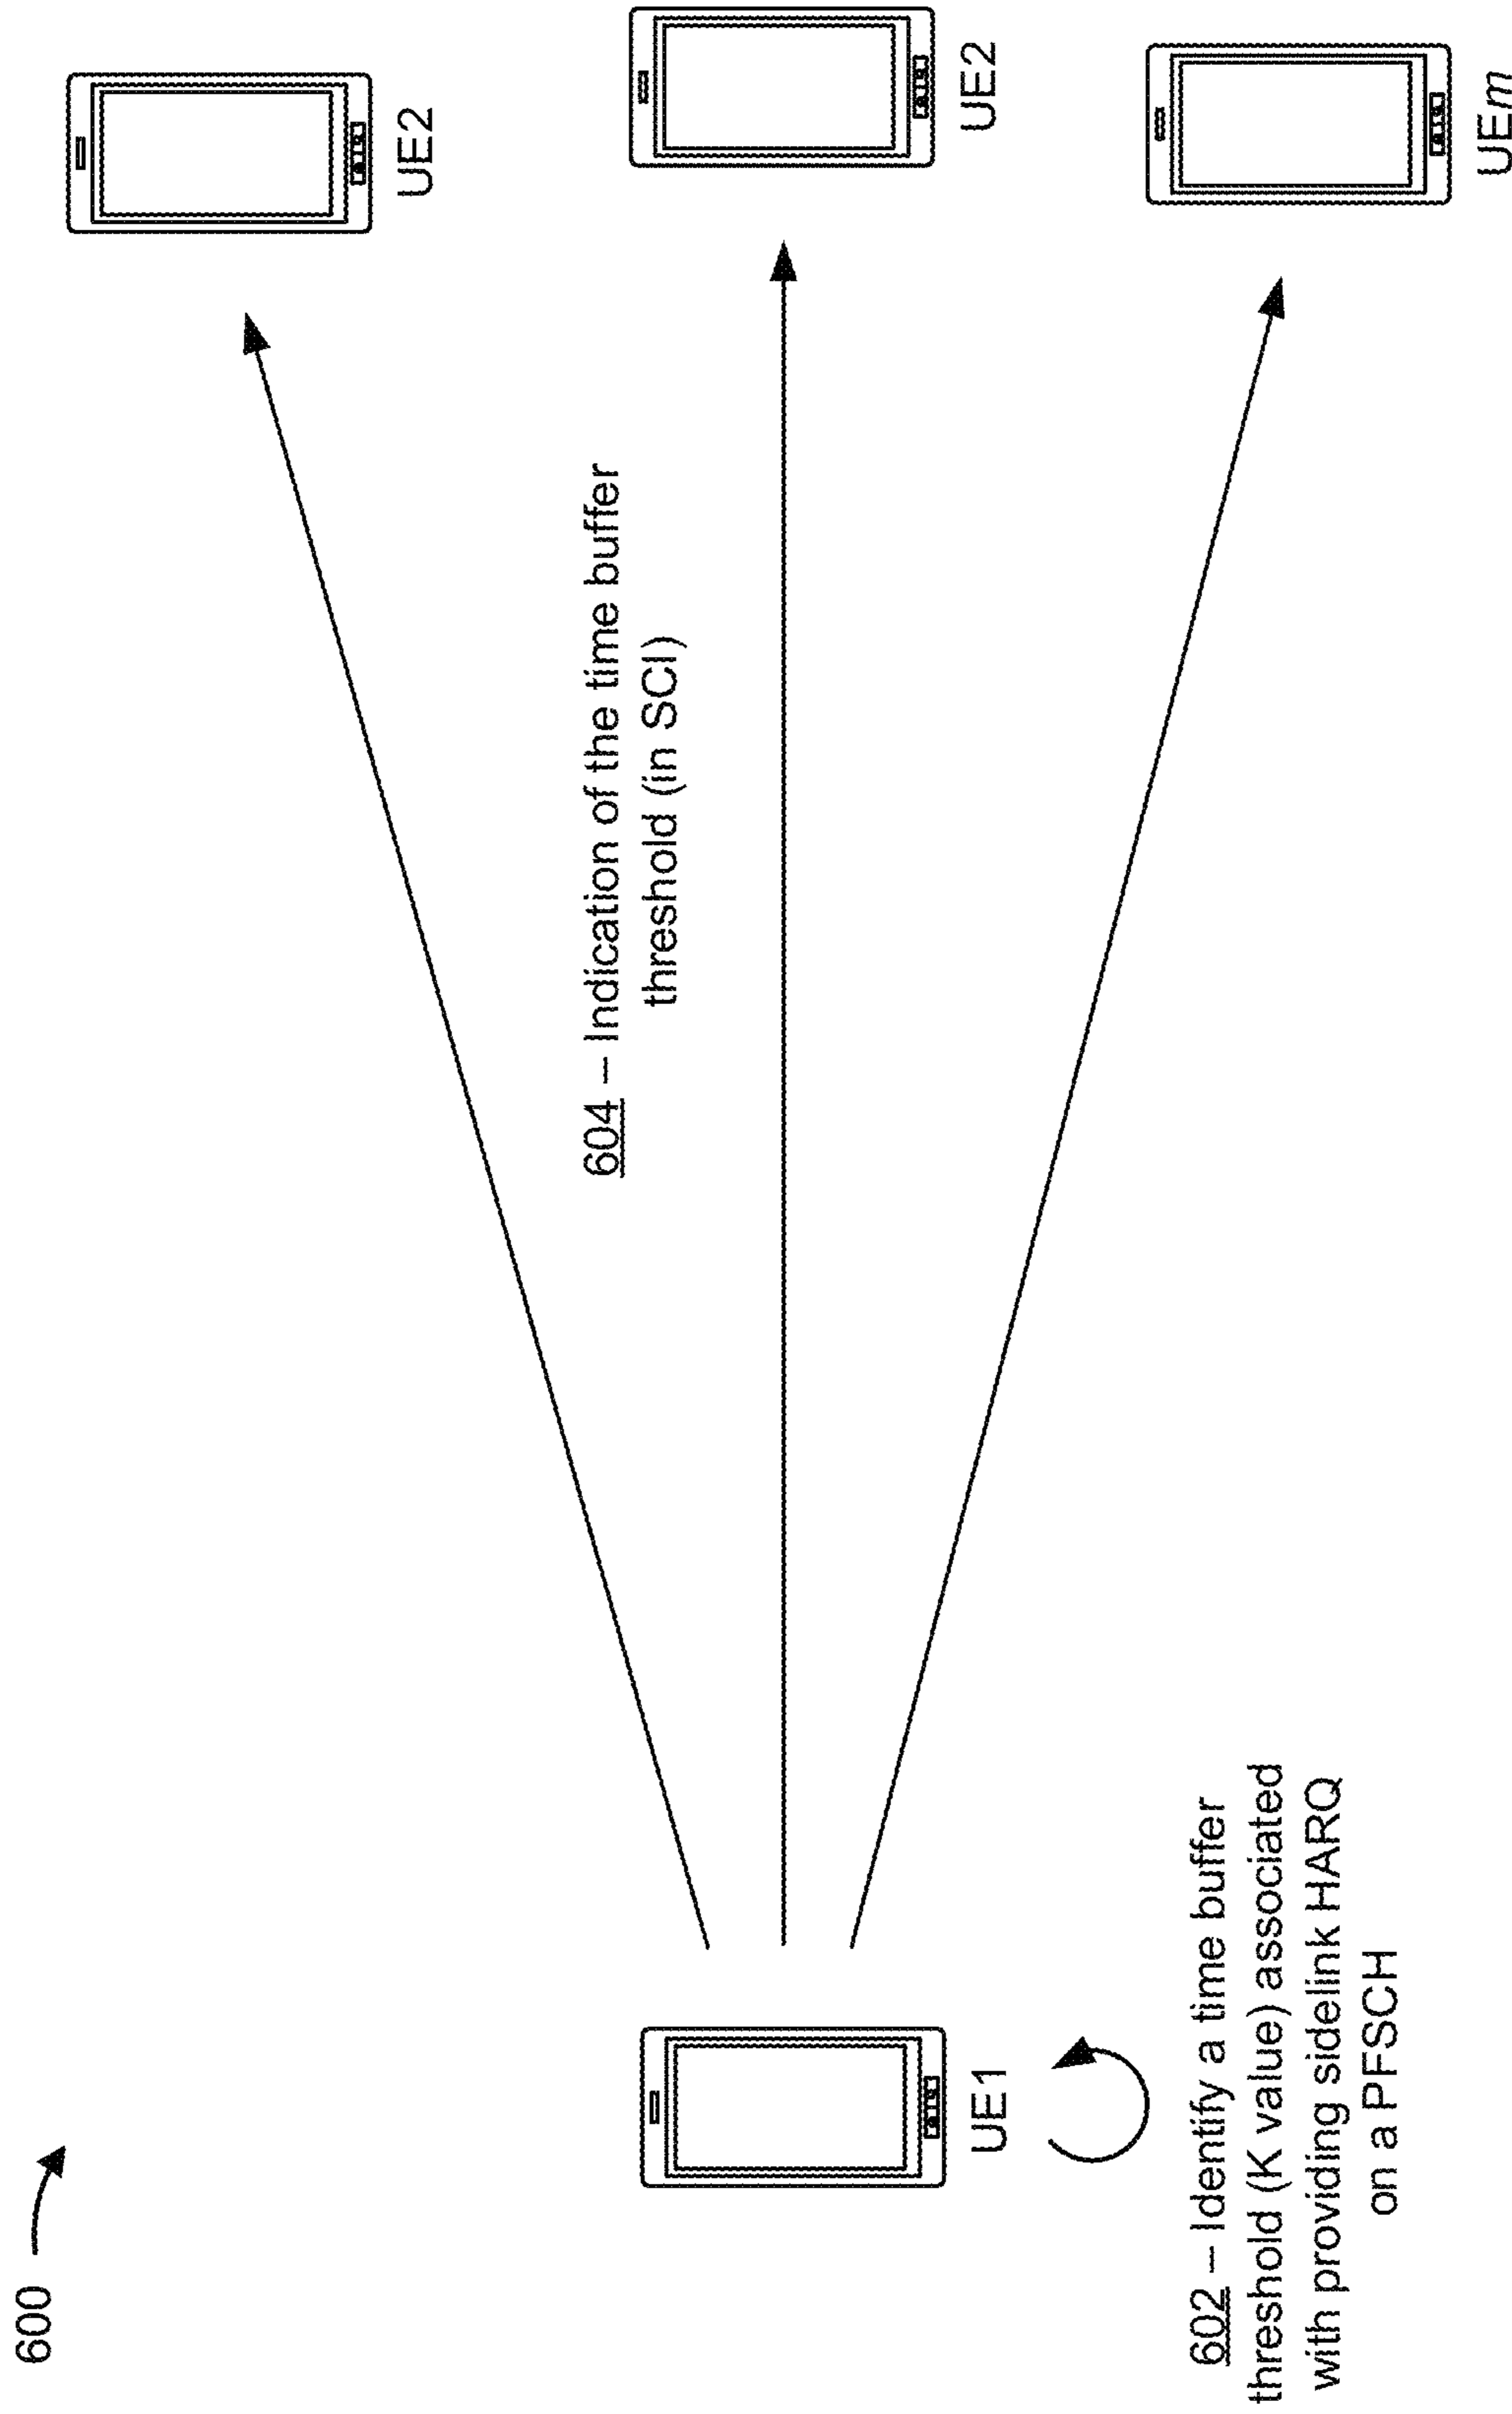 600
UE2
UE2
UEm
604 – Indication of the time buffer
threshold (in SCI)
UE1
602 – Identify a time buffer
threshold (K value) associated
with providing sidelink HARQ
on a PFSCH